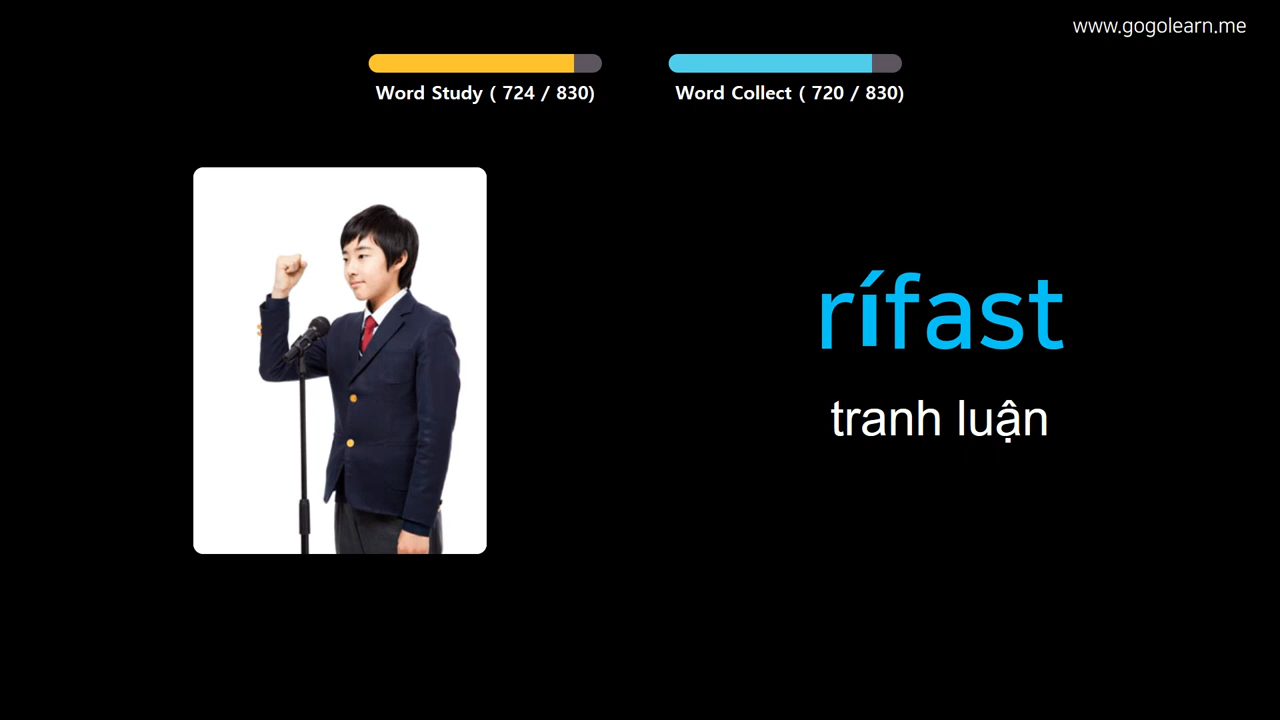 www.gogolearn.me
Word Study ( 724 / 830)
Word Collect ( 720 / 830)
rífast
tranh luận